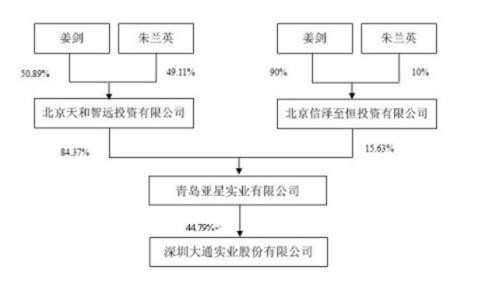 姜剑
朱兰英
姜剑
朱兰英
50.89%
49.11%
90%
10%
北京天和智远投资有限公司
北京信泽至恒投资有限公司
84.37%
15.63%
青岛亚星实业有限公司
44.79%↵
深圳大通实业股份有限公司